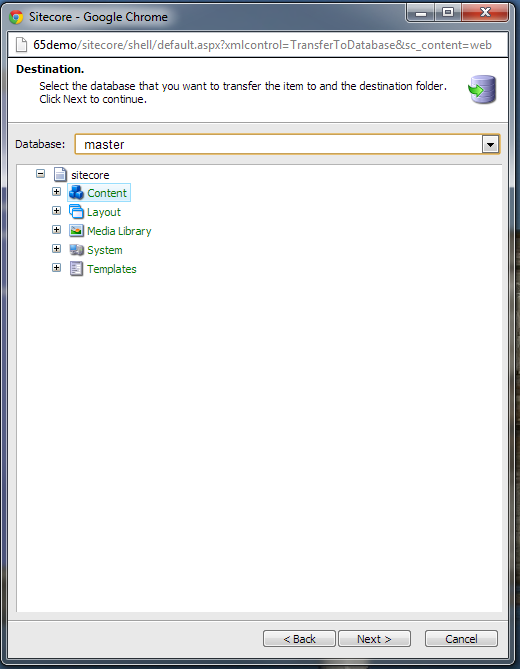 Sitecore - Google Chrome
65demo/sitecore/shell/default.aspx?xmlcontrol=TransferToDatabase&sc_content=web
Destination.
Select the database that you want to transfer the item to and the destination folder.
Click Next to continue.
Database: master
sitecore
Content
Layout
Media Library
System
Templates
< Back Next > Cancel